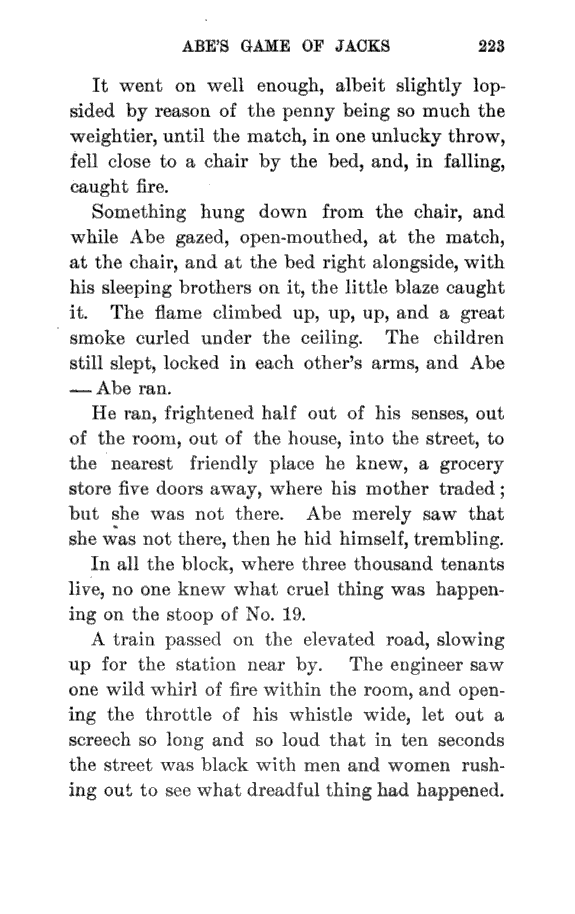 ABE'S GAME OF JACKS 223
It went on well enough, albeit slightly lop-
sided by reason of the penny being so much the
weightier, until the match, in one unlucky throw,
fell close to a chair by the bed, and, in falling,
caught fire.
Something hung down from the chair, and
while Abe gazed, open-mouthed, at the match,
at the chair, and at the bed right alongside, with
his sleeping brothers on it, the little blaze caught
it. The flame climbed up, up, up, and a great
smoke curled under the ceiling. The children
still slept, locked in each other's arms, and Abe
— Abe ran.
He ran, frightened half out of his senses, out
of the room, out of the house, into the street, to
the nearest friendly place he knew, a grocery
store five doors away, where his mother traded;
but she was not there. Abe merely saw that
she was not there, then he hid himself, trembling.
In all the block, where three thousand tenants
live, no one knew what cruel thing was happen-
ing on the stoop of No. 19.
A train passed on the elevated road, slowing
up for the station near by. The engineer saw
one wild whirl of fire within the room, and open-
ing the throttle of his whistle wide, let out a
screech so long and so loud that in ten seconds
the street was black with men and women rush-
ing out to see what dreadful thing had happened.